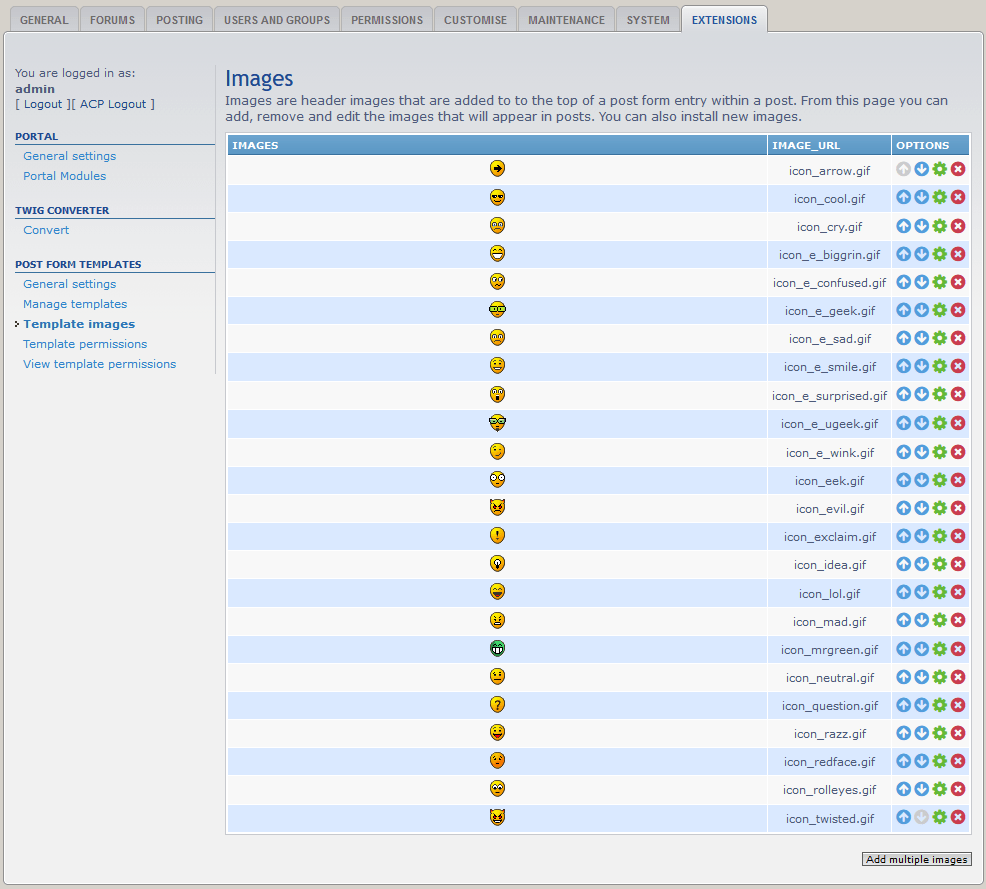 GENERAL FORUMS POSTING USERS AND GROUPS PERMISSIONS CUSTOMISE MAINTENANCE SYSTEM EXTENSIONS
You are logged in as:
admin
[ Logout ][ ACP Logout ]
PORTAL
General settings
Portal Modules
TWIG CONVERTER
Convert
POST FORM TEMPLATES
General settings
Manage templates
Template images
Template permissions
View template permissions
Images
Images are header images that are added to to the top of a post form entry within a post. From this page you can
add, remove and edit the images that will appear in posts. You can also install new images.
IMAGES IMAGE_URL OPTIONS
icon_arrow.gif
icon_cool.gif
icon_cry.gif
icon_e_biggrin.gif
icon_e_confused.gif
icon_e_geek.gif
icon_e_sad.gif
icon_e_smile.gif
icon_e_surprised.gif
icon_e_ugeek.gif
icon_e_wink.gif
icon_eek.gif
icon_evil.gif
icon_exclaim.gif
icon_idea.gif
icon_lol.gif
icon_mad.gif
icon_mrgreen.gif
icon_neutral.gif
icon_question.gif
icon_razz.gif
icon_redface.gif
icon_rolleyes.gif
icon_twisted.gif
Add multiple images